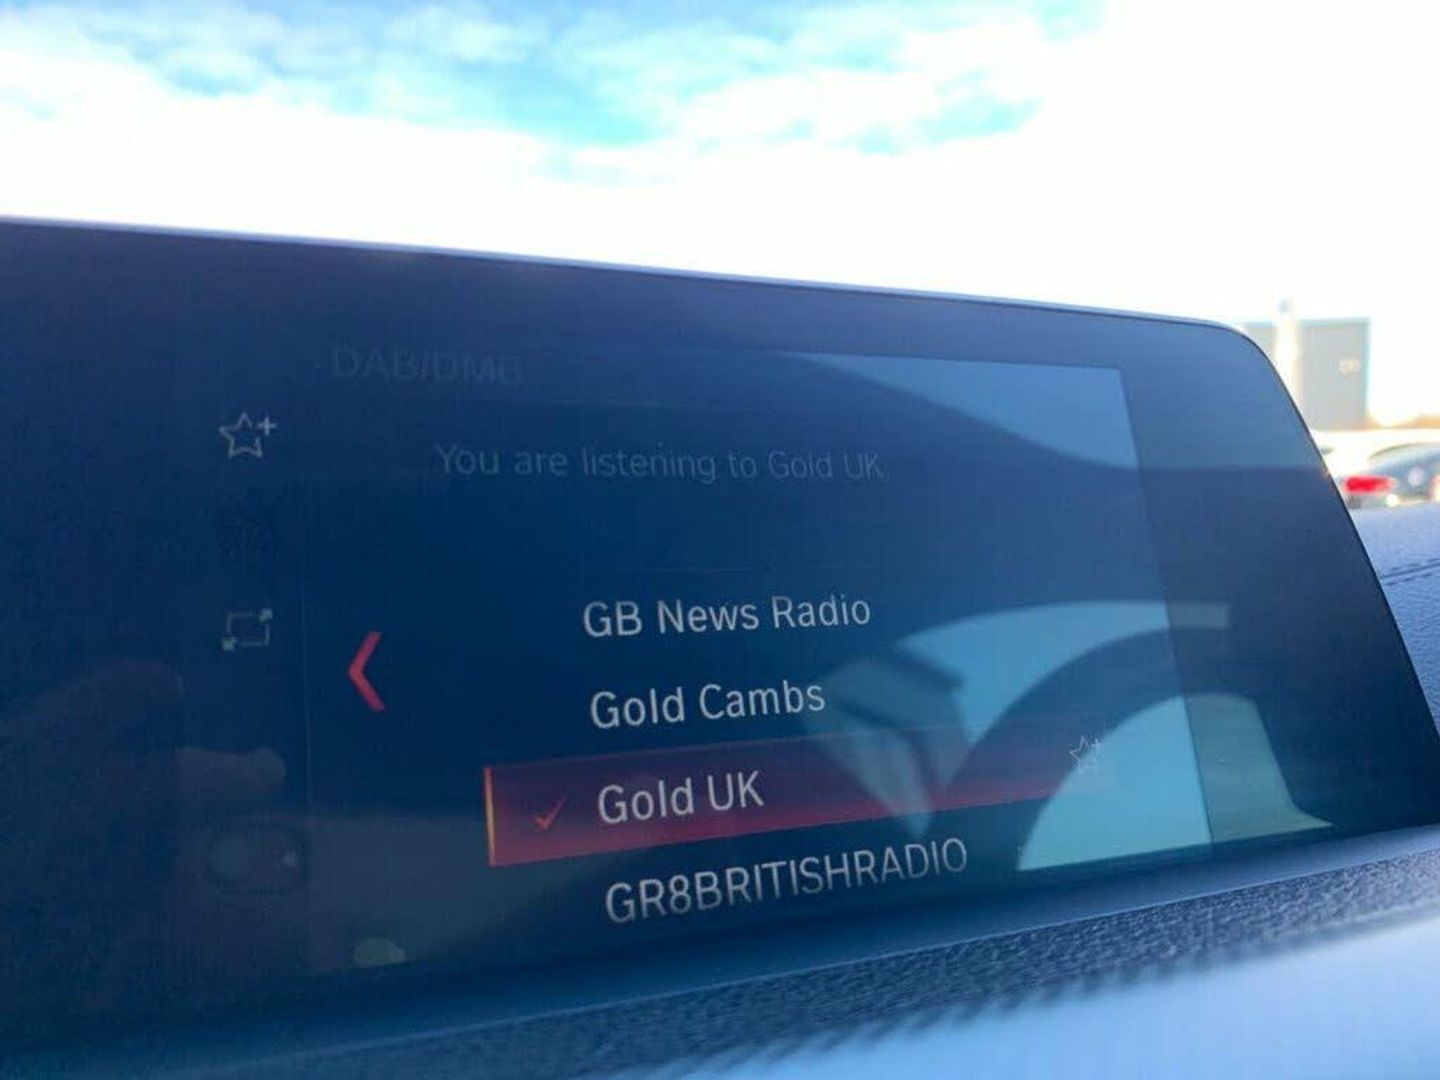 DAB/DMB
You are listening to Gold UK
GB News Radio
Gold Cambs
Gold UK
GR8BRITISHRADIO